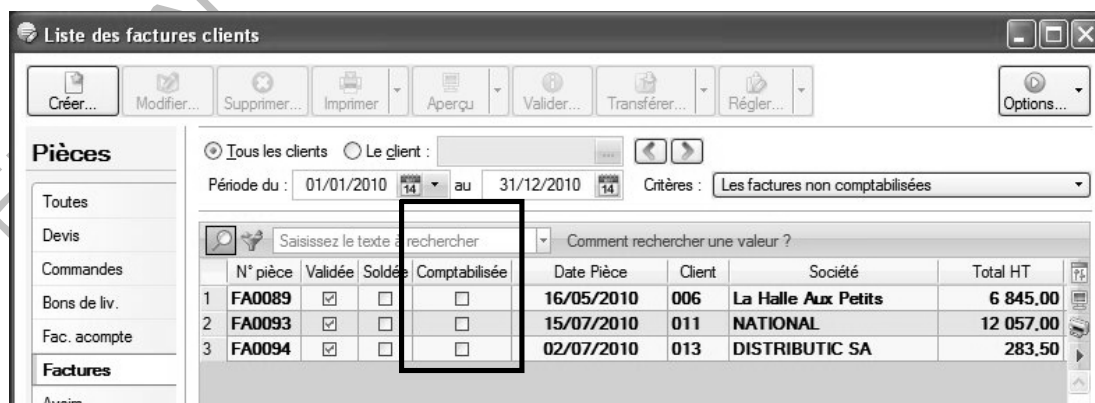 Liste des factures clients
Créer... Modifier... Supprimer... Imprimer Aperçu Valider... Transférer... Régler... Options...
Pièces
Toutes
Devis
Commandes
Bons de liv.
Fac. acompte
Factures
Tous les clients Le client : ...
Période du : 01/01/2010 14 au 31/12/2010 14 Critères : Les factures non comptabilisées
Saisissez le texte à rechercher Comment rechercher une valeur ?
N° pièce Validée Soldée Comptabilisée Date Pièce Client Société Total HT
1 FA0089 16/05/2010 006 La Halle Aux Petits 6 845,00
2 FA0093 15/07/2010 011 NATIONAL 12 057,00
3 FA0094 02/07/2010 013 DISTRIBUTIC SA 283,50